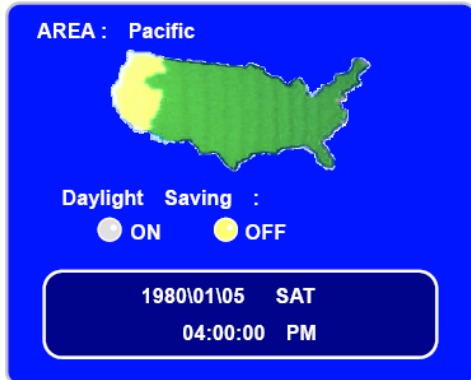 AREA : Pacific
Daylight Saving :
ON OFF
1980\01\05 SAT
04:00:00 PM